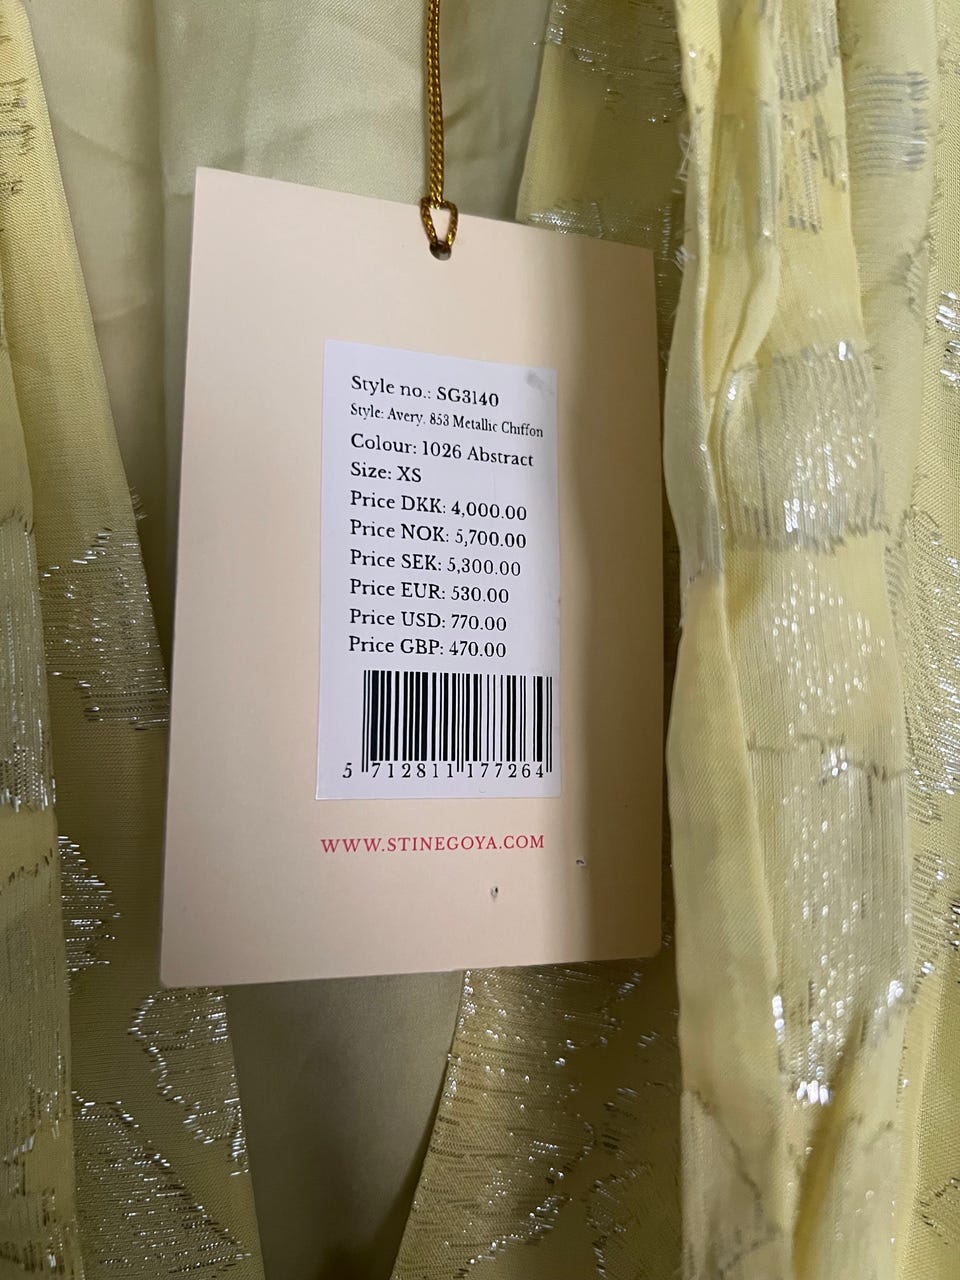 Style no.: SG3140
Style: Avery, 853 Metallic Chiffon
Colour: 1026 Abstract
Size: XS
Price DKK: 4,000.00
Price NOK: 5,700.00
Price SEK: 5,300.00
Price EUR: 530.00
Price USD: 770.00
Price GBP: 470.00
5 712811 177264
WWW.STINEGOYA.COM